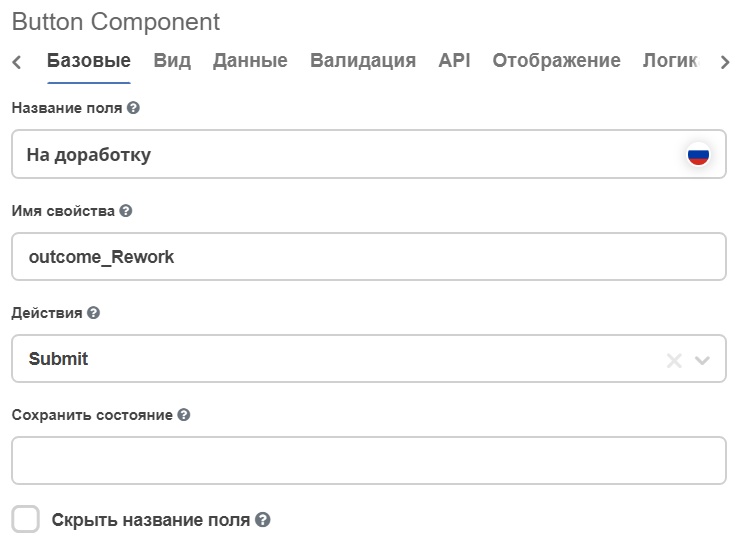 Button Component
Базовые Вид Данные Валидация API Отображение Логик
Название поля
На доработку
Имя свойства
outcome_Rework
Действия
Submit
Сохранить состояние
Скрыть название поля